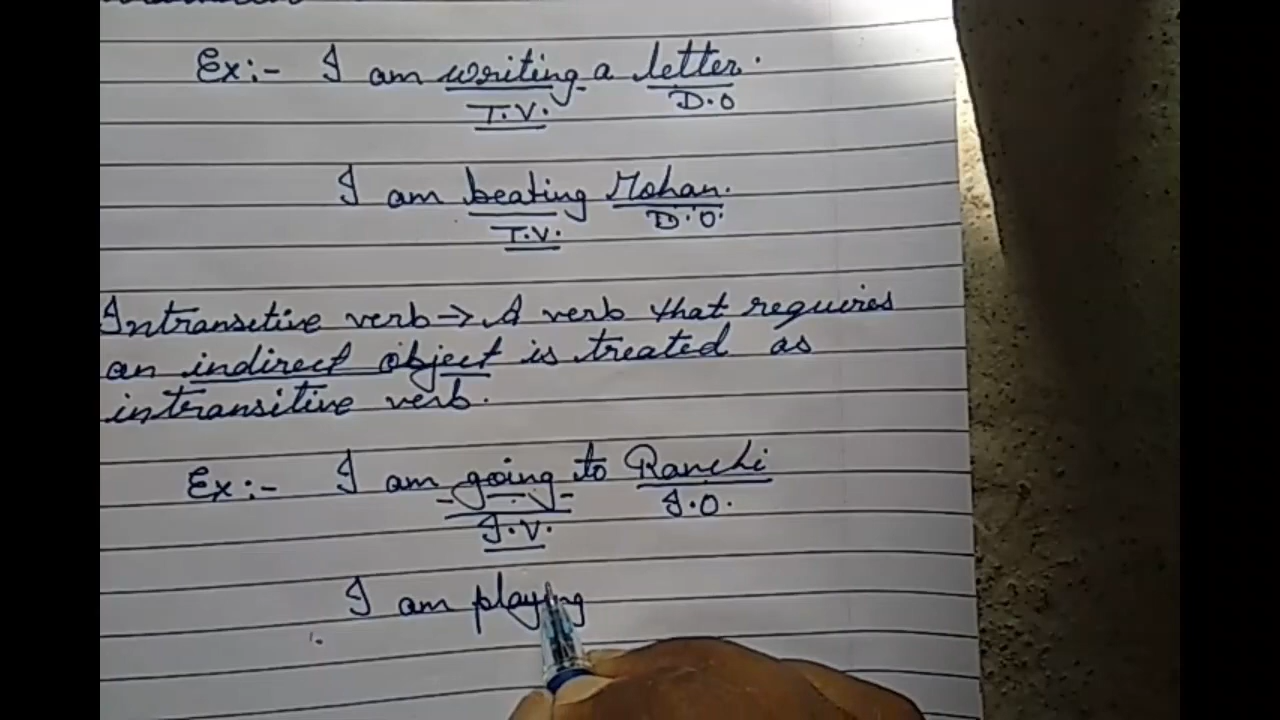 Ex:- I am writing a letter.
T.V. D.O
I am beating Mohan.
T.V. D.O.
Intransetive verb → A verb that requires
an indirect object is treated as
intransitive verb.
Ex:- I am going to Ranchi
I.V. I.O.
I am playing